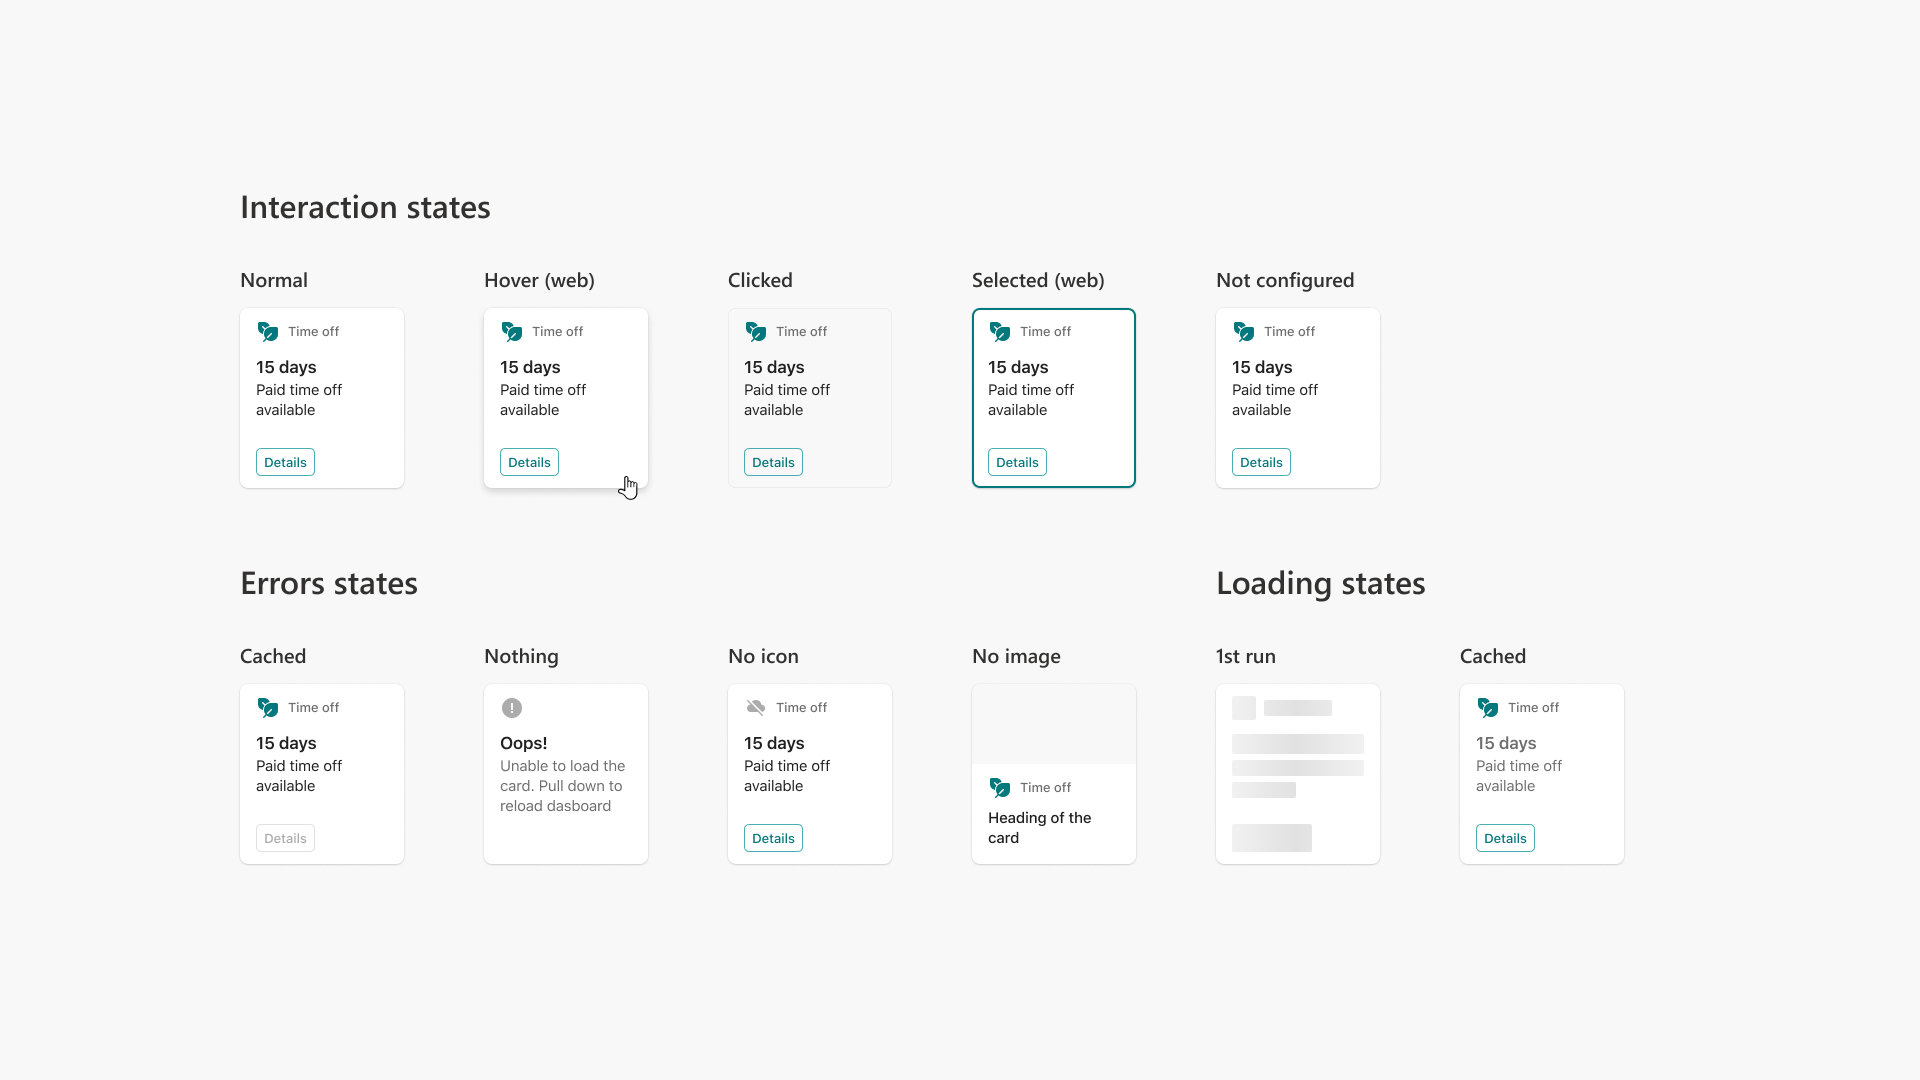 Interaction states
Normal
Time off
15 days
Paid time off
available
Details
Hover (web)
Time off
15 days
Paid time off
available
Details
Clicked
Time off
15 days
Paid time off
available
Details
Selected (web)
Time off
15 days
Paid time off
available
Details
Not configured
Time off
15 days
Paid time off
available
Details
Errors states
Cached
Time off
15 days
Paid time off
available
Details
Nothing
!
Oops!
Unable to load the
card. Pull down to
reload dasboard
No icon
Time off
15 days
Paid time off
available
Details
No image
Time off
Heading of the
card
Loading states
1st run
Cached
Time off
15 days
Paid time off
available
Details